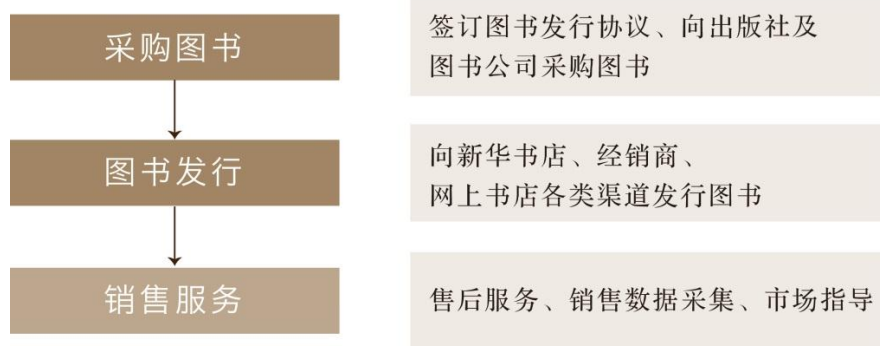 采购图书
签订图书发行协议、向出版社及
图书公司采购图书
图书发行
向新华书店、经销商、
网上书店各类渠道发行图书
销售服务
售后服务、销售数据采集、市场指导